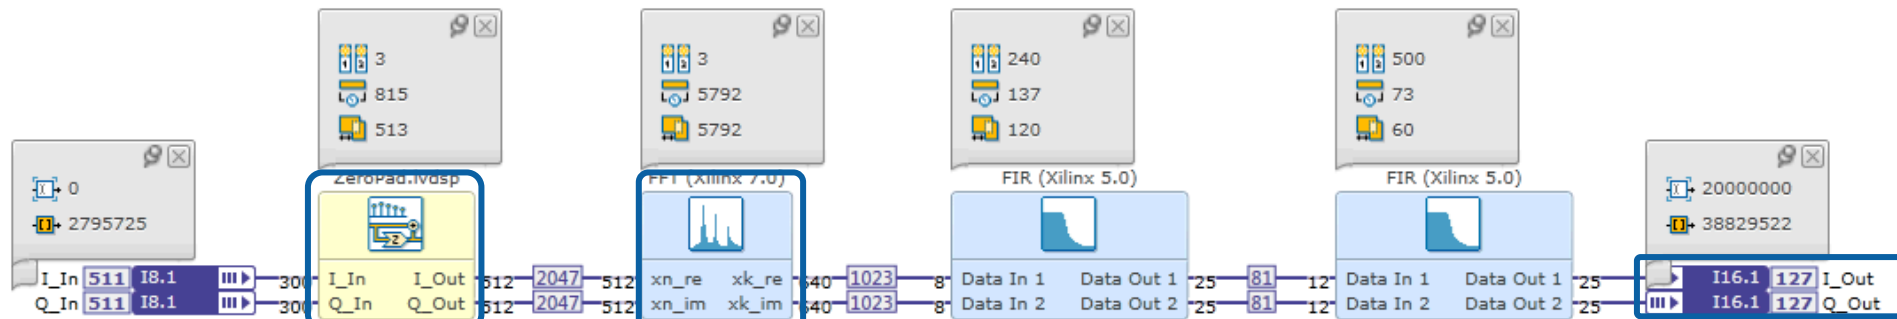 3
815
513
3
5792
5792
240
137
120
500
73
60
0
2795725
20000000
38829522
ZeroPad.lvdsp
FFT (Xilinx 7.0)
FIR (Xilinx 5.0)
FIR (Xilinx 5.0)
I_In 511 I8.1 300 I_In I_Out 512 2047 512 xn_re xk_re 640 1023 8 Data In 1 Data Out 1 25 81 12 Data In 1 Data Out 1 25 I16.1 127 I_Out
Q_In 511 I8.1 300 Q_In Q_Out 512 2047 512 xn_im xk_im 640 1023 8 Data In 2 Data Out 2 25 81 12 Data In 2 Data Out 2 25 I16.1 127 Q_Out